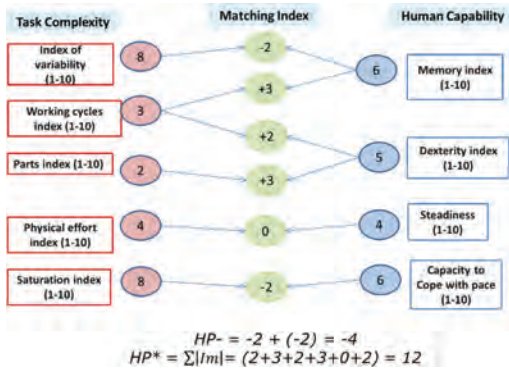 Task Complexity
Matching Index
Human Capability
Index of
variability
(1-10)
8
-2
6
Memory index
(1-10)
+3
Working cycles
index (1-10)
3
+2
5
Dexterity index
(1-10)
Parts index (1-10)
2
+3
Physical effort
index (1-10)
4
0
4
Steadiness
(1-10)
Saturation index
(1-10)
8
-2
6
Capacity to
Cope with pace
(1-10)
HP- = -2 + (-2) = -4
HP* = ∑|Im|= (2+3+2+3+0+2) = 12